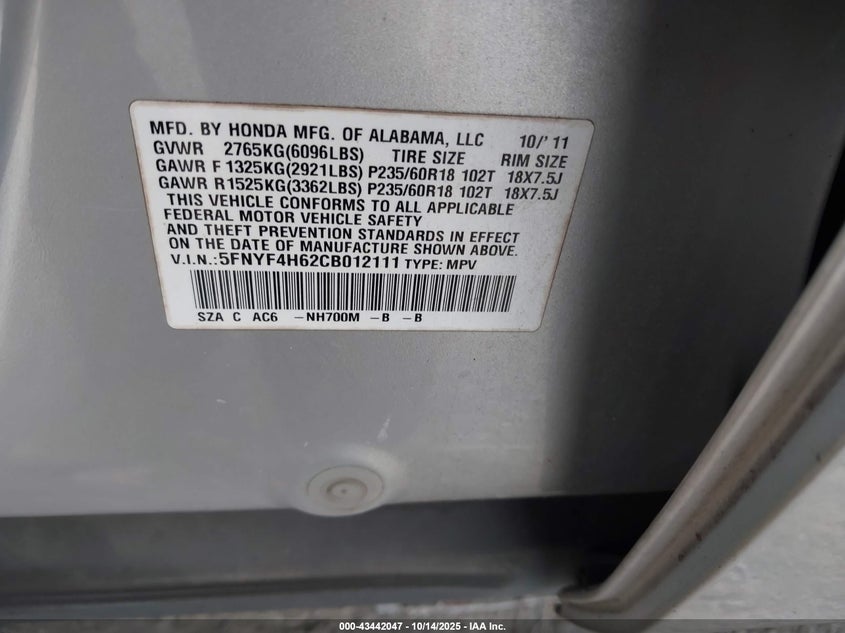 MFD. BY HONDA MFG. OF ALABAMA, LLC 10/' 11
GVWR 2765KG(6096LBS) TIRE SIZE RIM SIZE
GAWR F 1325KG(2921LBS) P235/60R18 102T 18X7.5J
GAWR R1525KG(3362LBS) P235/60R18 102T 18X7.5J
THIS VEHICLE CONFORMS TO ALL APPLICABLE
FEDERAL MOTOR VEHICLE SAFETY
AND THEFT PREVENTION STANDARDS IN EFFECT
ON THE DATE OF MANUFACTURE SHOWN ABOVE.
V.I.N.:5FNYF4H62CB012111 TYPE: MPV
SZA C AC6 -NH700M -B -B
000-43442047 - 10/14/2025 - IAA Inc.